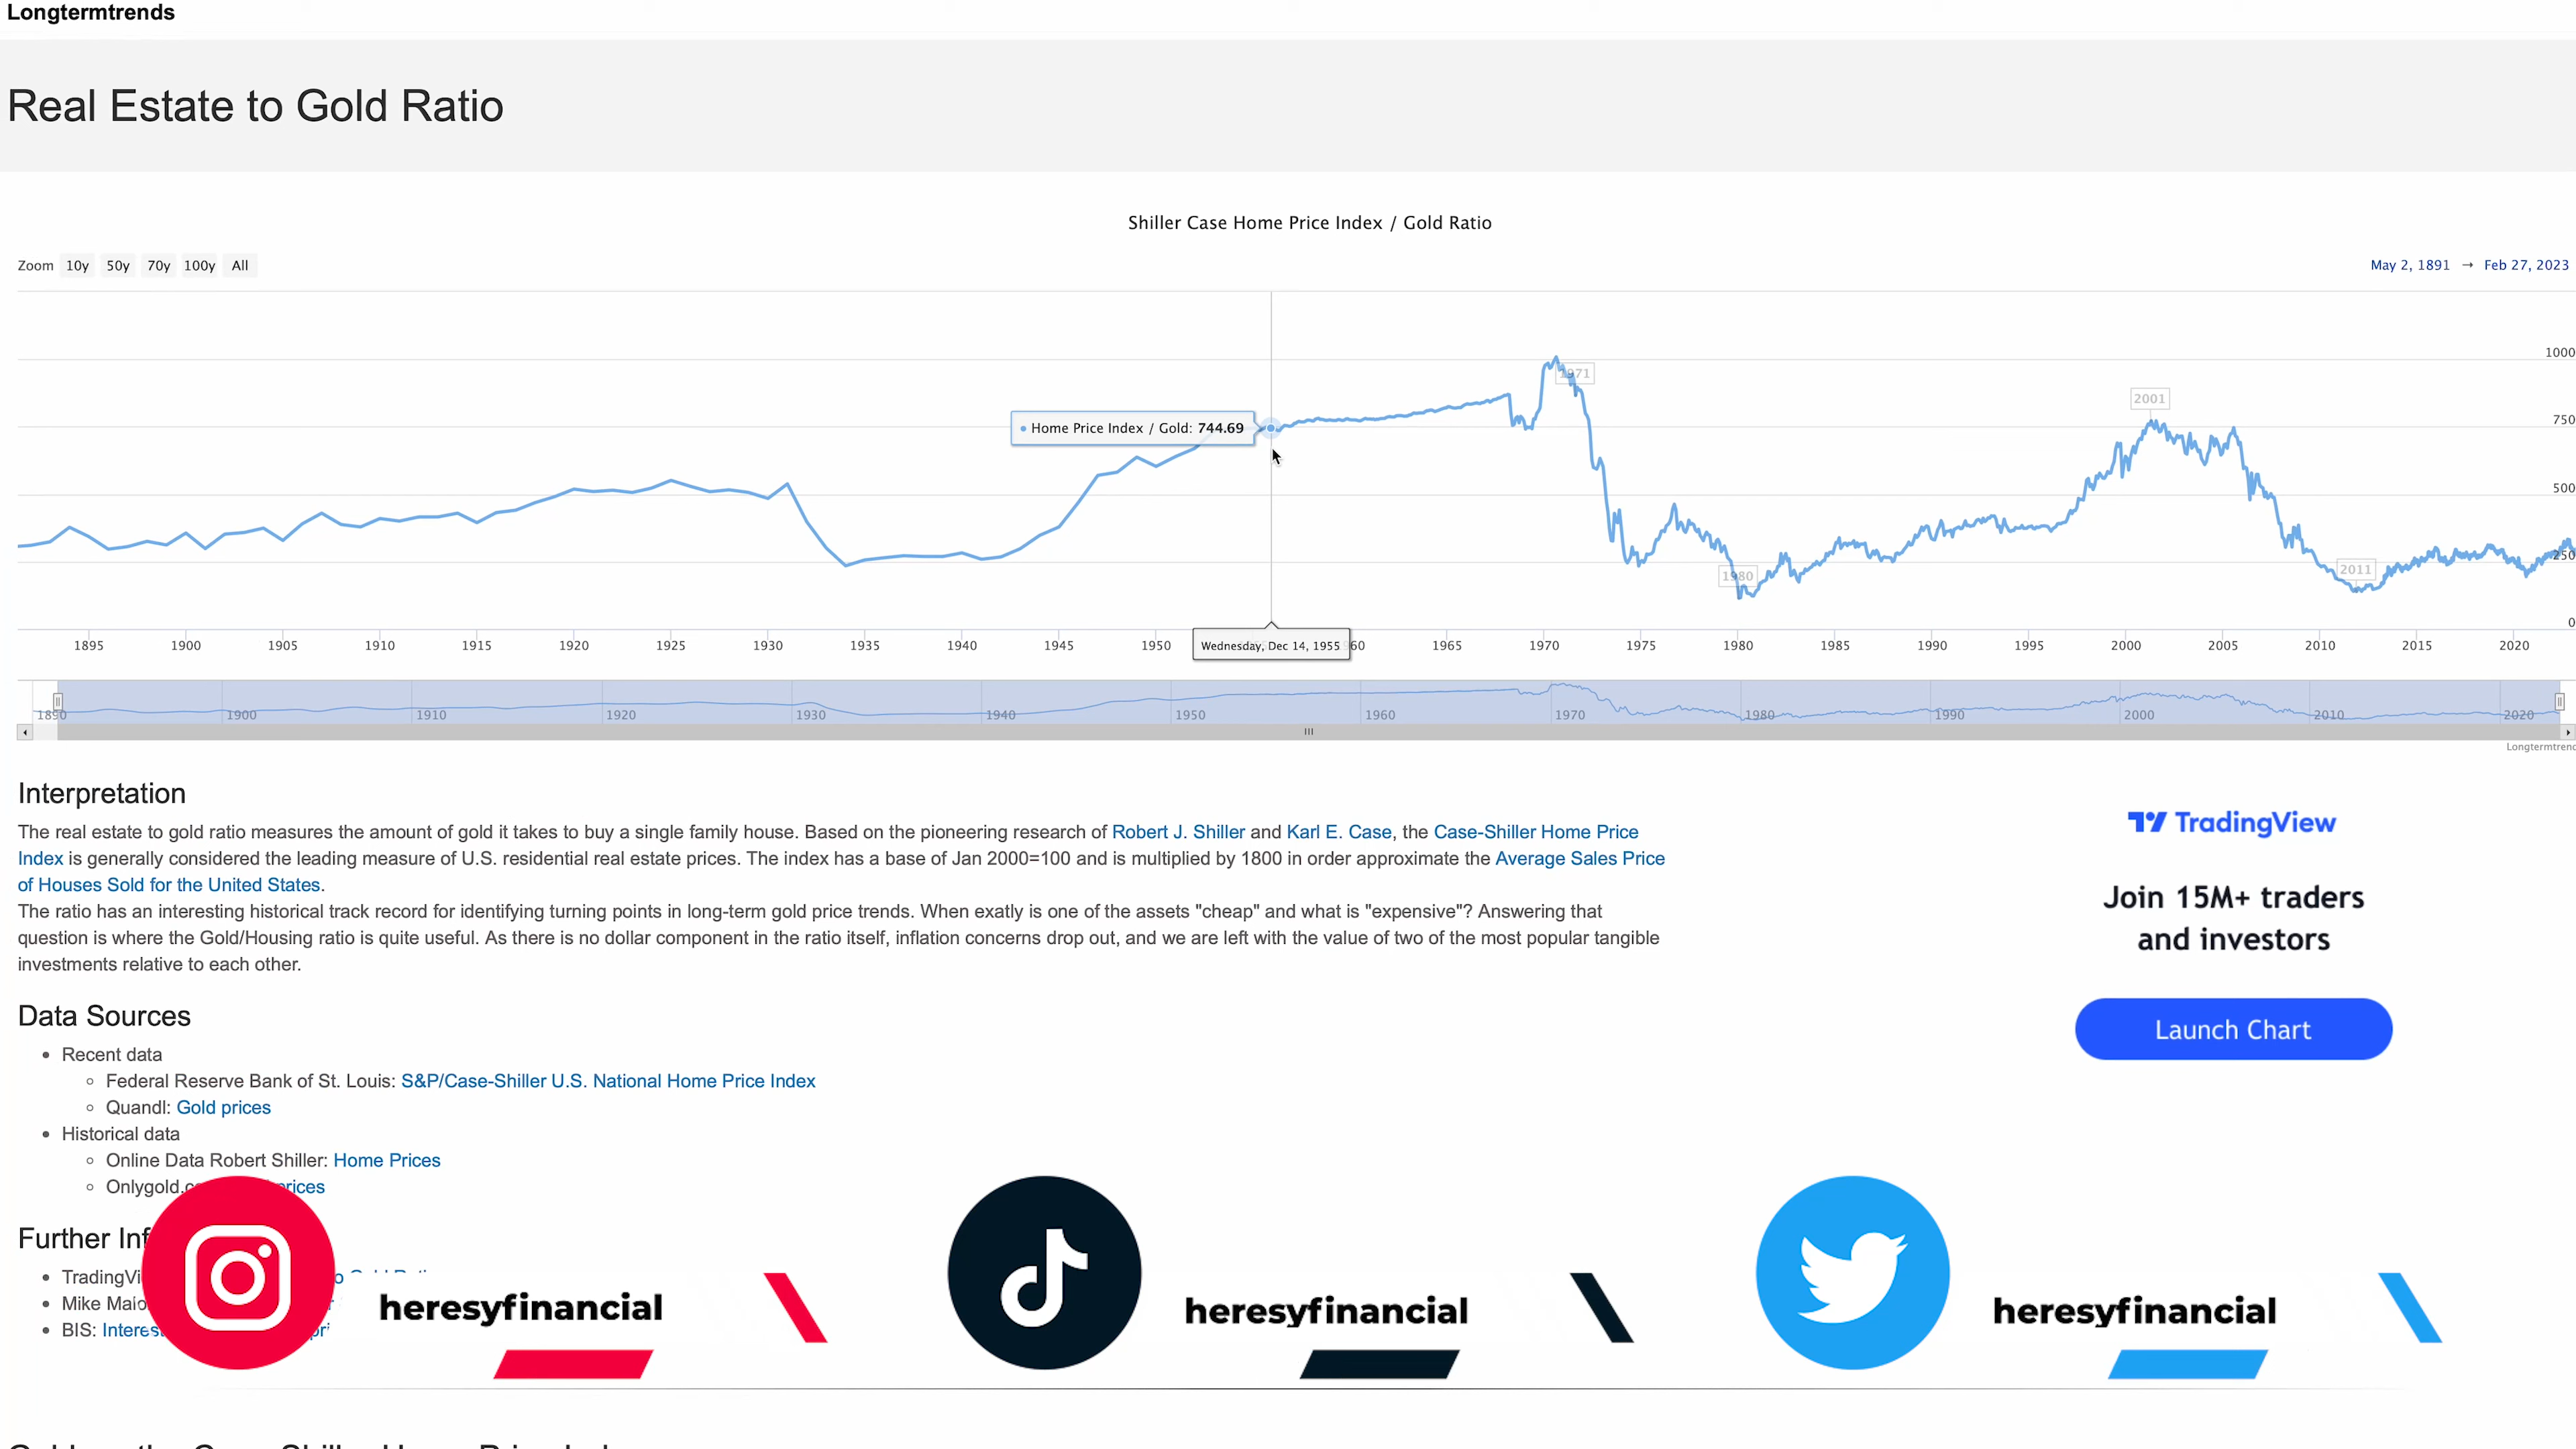 Longtermtrends
Real Estate to Gold Ratio
Shiller Case Home Price Index / Gold Ratio
Zoom 10y 50y 70y 100y All
May 2, 1891 → Feb 27, 2023
1000
1971
2001
750
Home Price Index / Gold: 744.69
500
250
1980
2011
0
1895 1900 1905 1910 1915 1920 1925 1930 1935 1940 1945 1950 Wednesday, Dec 14, 1955 60 1965 1970 1975 1980 1985 1990 1995 2000 2005 2010 2015 2020
1890 1900 1910 1920 1930 1940 1950 1960 1970 1980 1990 2000 2010 2020
Longtermtrend
Interpretation
The real estate to gold ratio measures the amount of gold it takes to buy a single family house. Based on the pioneering research of Robert J. Shiller and Karl E. Case, the Case-Shiller Home Price
Index is generally considered the leading measure of U.S. residential real estate prices. The index has a base of Jan 2000=100 and is multiplied by 1800 in order approximate the Average Sales Price
of Houses Sold for the United States.
The ratio has an interesting historical track record for identifying turning points in long-term gold price trends. When exatly is one of the assets "cheap" and what is "expensive"? Answering that
question is where the Gold/Housing ratio is quite useful. As there is no dollar component in the ratio itself, inflation concerns drop out, and we are left with the value of two of the most popular tangible
investments relative to each other.
TradingView
Join 15M+ traders
and investors
Launch Chart
Data Sources
• Recent data
Federal Reserve Bank of St. Louis: S&P/Case-Shiller U.S. National Home Price Index
Quandl: Gold prices
• Historical data
Online Data Robert Shiller: Home Prices
Onlygold.c prices
Further Inf
• TradingVi
• Mike Malo
• BIS: Interes
heresyfinancial
heresyfinancial
heresyfinancial